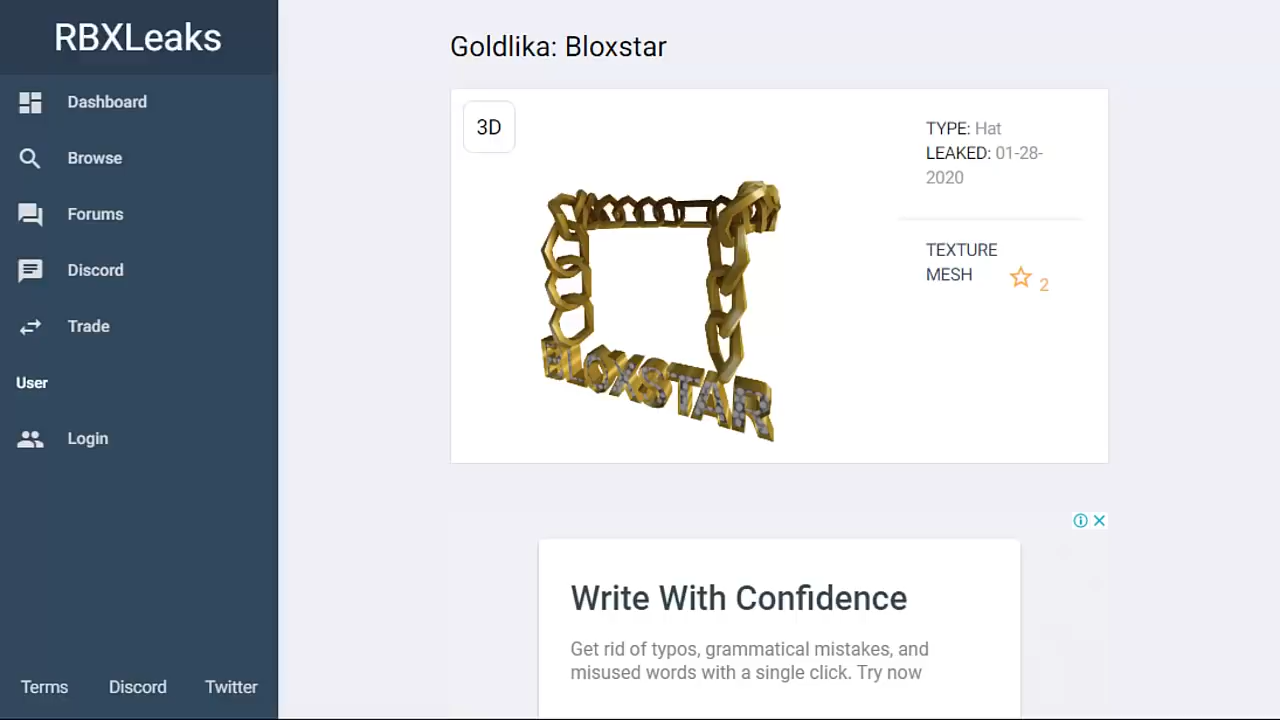 RBXLeaks
Dashboard
Browse
Forums
Discord
Trade
User
Login
Terms Discord Twitter
Goldlika: Bloxstar
3D
BLOXSTAR
TYPE: Hat
LEAKED: 01-28-
2020
TEXTURE
MESH
2
Write With Confidence
Get rid of typos, grammatical mistakes, and
misused words with a single click. Try now